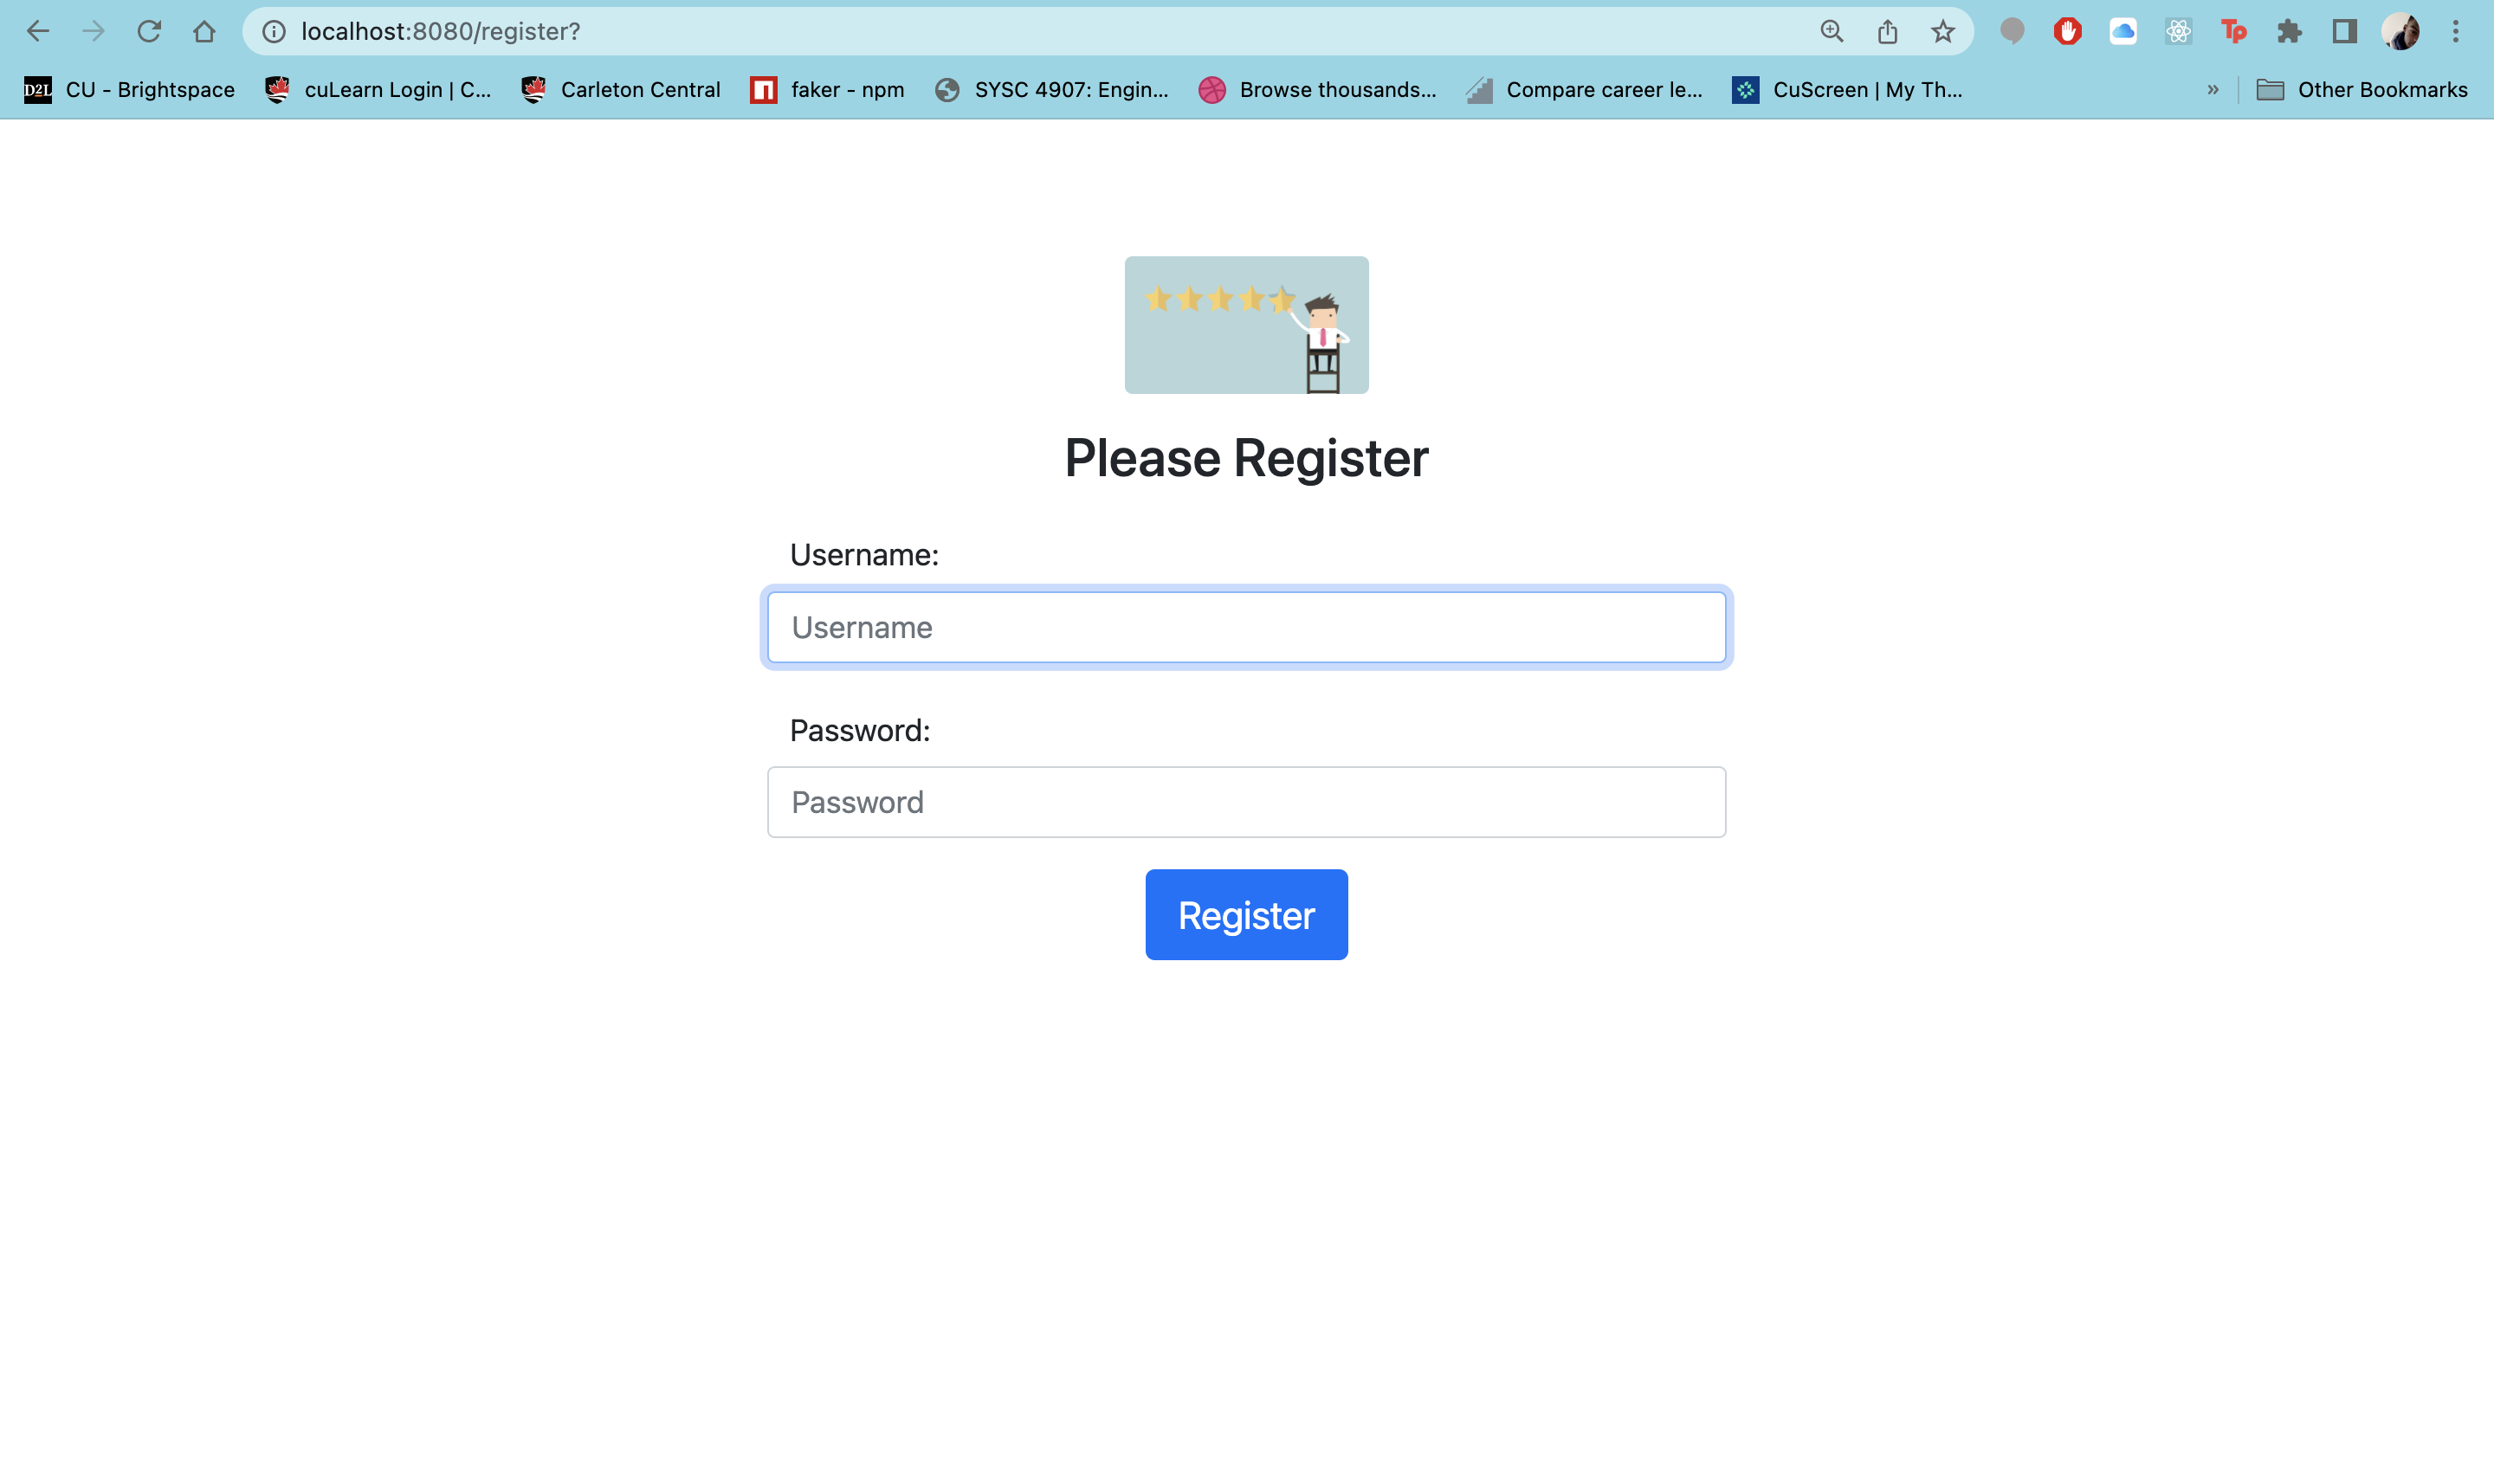 localhost:8080/register?
Tp
D2L CU - Brightspace cuLearn Login | C... Carleton Central faker - npm SYSC 4907: Engin... Browse thousands... Compare career le... CuScreen | My Th... » Other Bookmarks
Please Register
Username:
Username
Password:
Password
Register